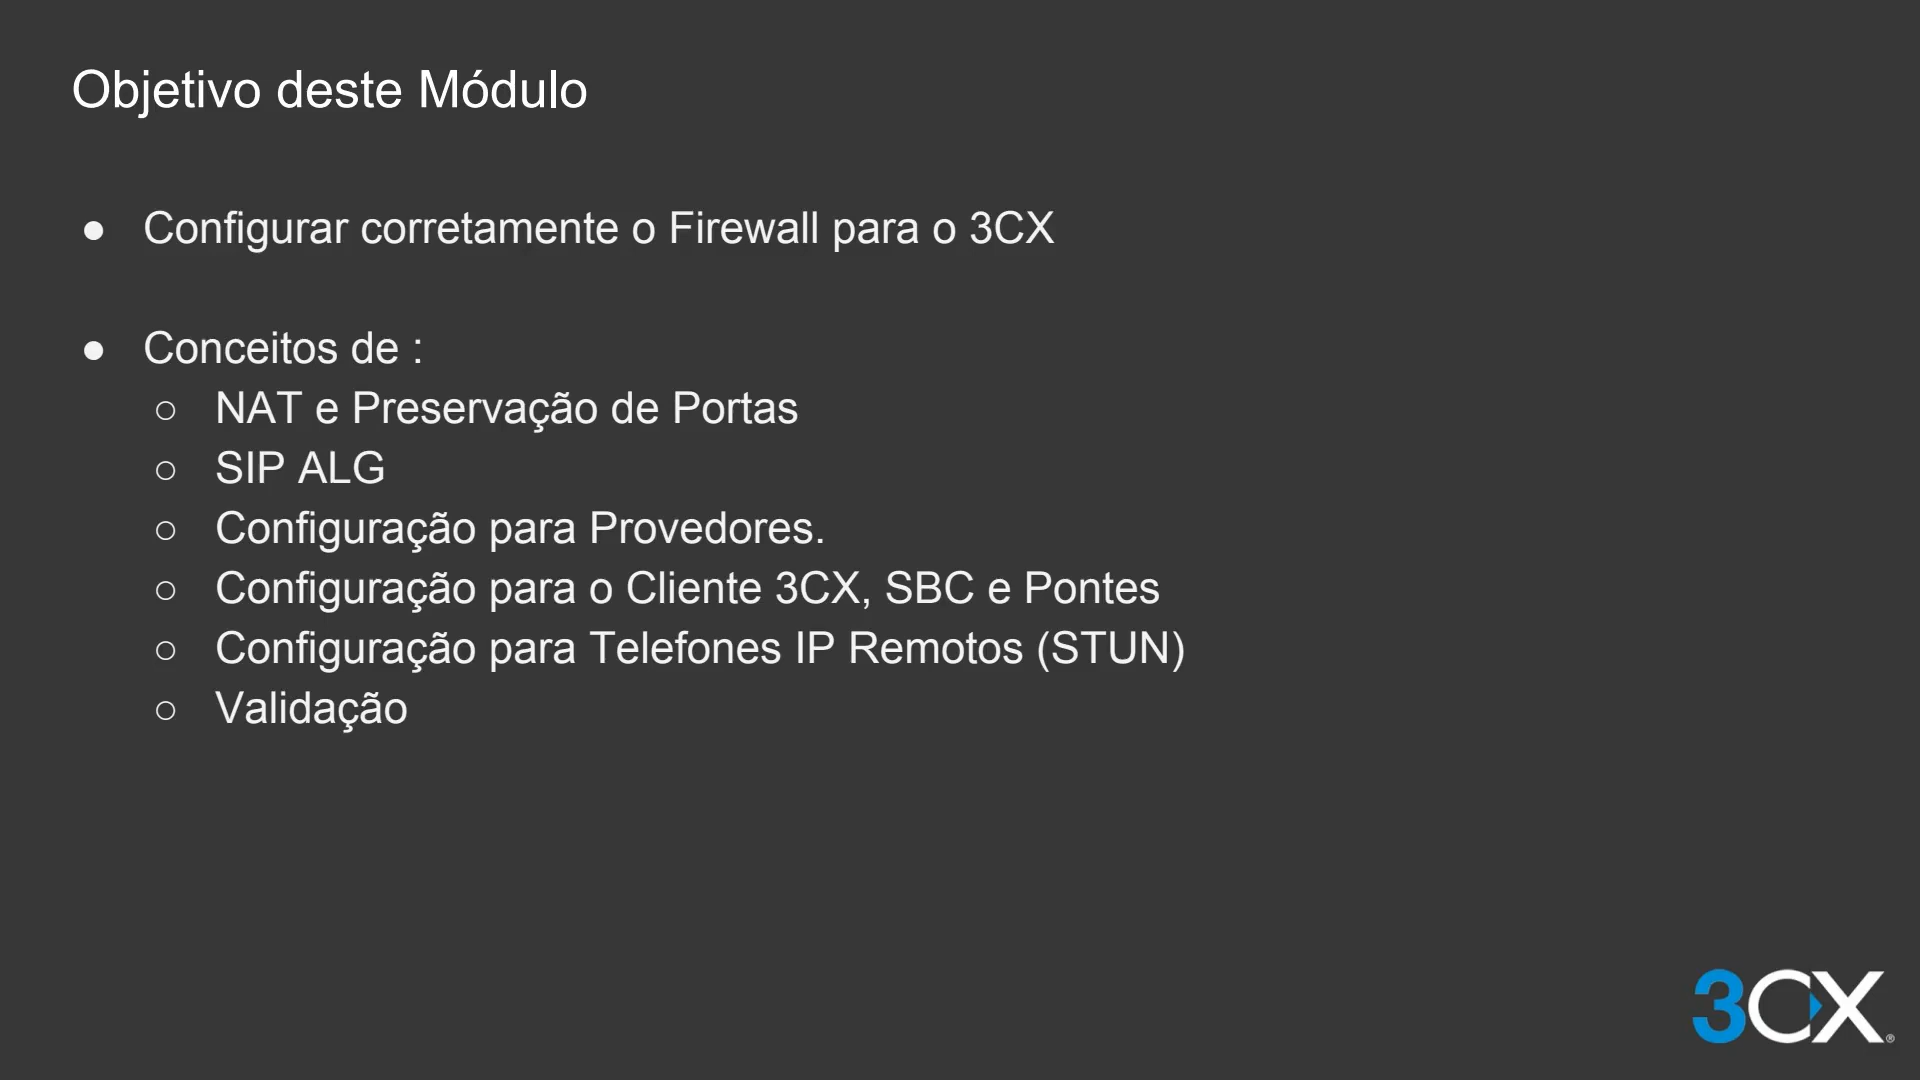 Objetivo deste Módulo
● Configurar corretamente o Firewall para o 3CX
● Conceitos de :
○ NAT e Preservação de Portas
○ SIP ALG
○ Configuração para Provedores.
○ Configuração para o Cliente 3CX, SBC e Pontes
○ Configuração para Telefones IP Remotos (STUN)
○ Validação
3CX®